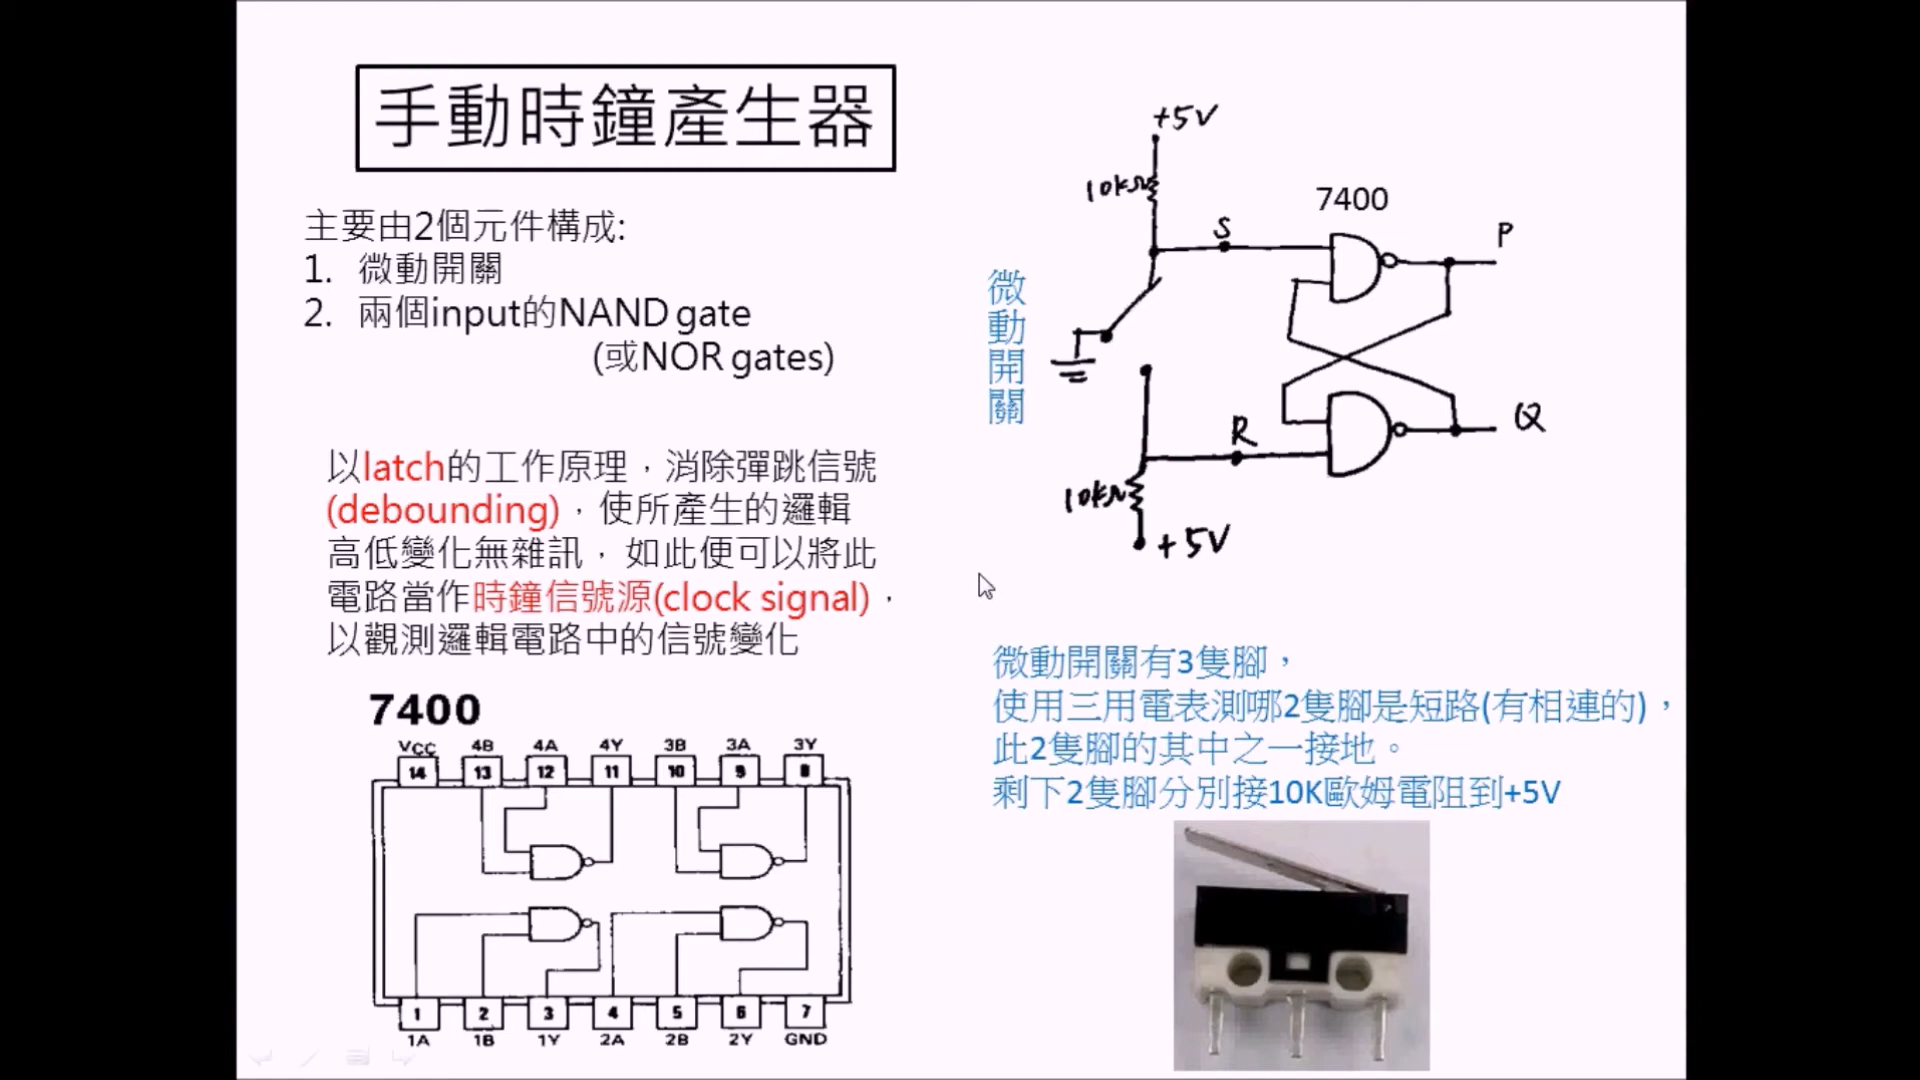 手動時鐘產生器
主要由2個元件構成:
1. 微動開關
2. 兩個input的NAND gate
(或NOR gates)
以latch的工作原理，消除彈跳信號
(debounding)，使所產生的邏輯
高低變化無雜訊，如此便可以將此
電路當作時鐘信號源(clock signal)，
以觀測邏輯電路中的信號變化
7400
VCC 4B 4A 4Y 3B 3A 3Y
14 13 12 11 10 9 8
1 2 3 4 5 6 7
1A 1B 1Y 2A 2B 2Y GND
+5V
10kΩ
7400
S
P
微動開關
R
Q
10kΩ
+5V
微動開關有3隻腳，
使用三用電表測哪2隻腳是短路(有相連的)，
此2隻腳的其中之一接地。
剩下2隻腳分別接10K歐姆電阻到+5V